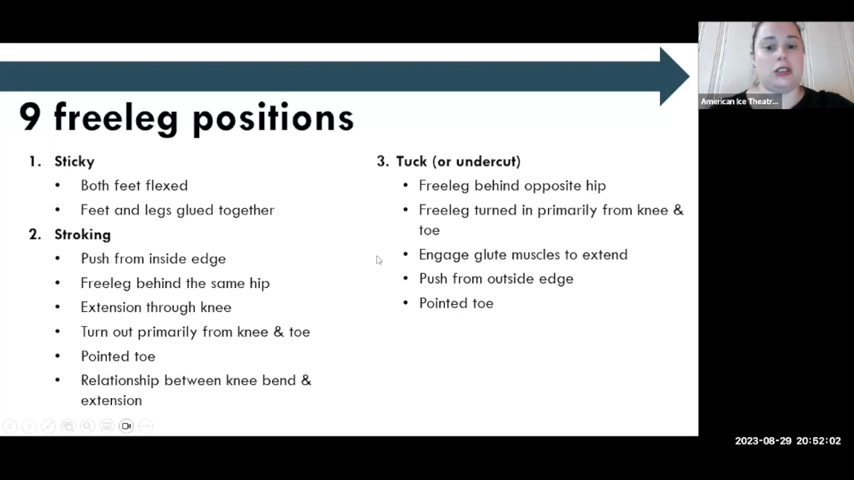 9 freeleg positions
1. Sticky
• Both feet flexed
• Feet and legs glued together
2. Stroking
• Push from inside edge
• Freeleg behind the same hip
• Extension through knee
• Turn out primarily from knee & toe
• Pointed toe
• Relationship between knee bend &
extension
3. Tuck (or undercut)
• Freeleg behind opposite hip
• Freeleg turned in primarily from knee &
toe
• Engage glute muscles to extend
• Push from outside edge
• Pointed toe
American Ice Theatr...
2023-08-29 20:52:02